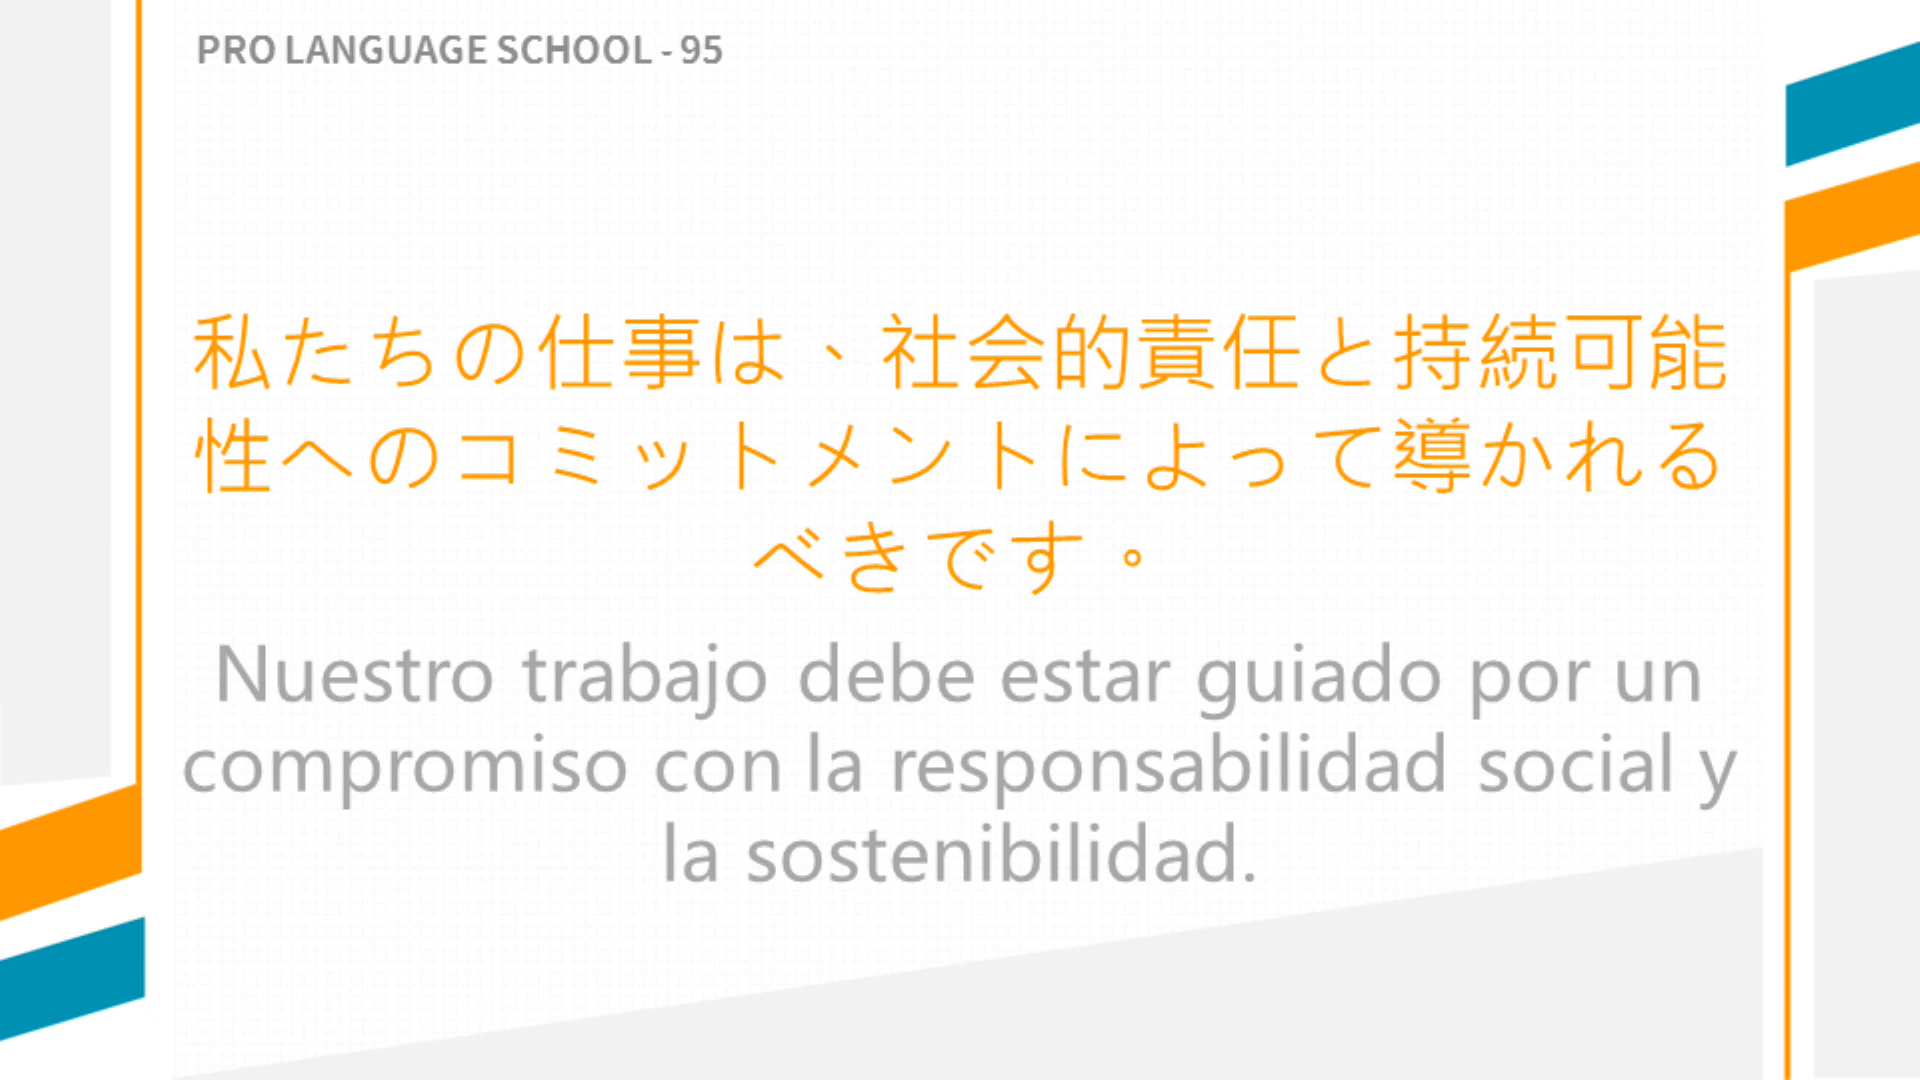 PRO LANGUAGE SCHOOL - 95
私たちの仕事は、社会的責任と持続可能
性へのコミットメントによって導かれる
べきです。
Nuestro trabajo debe estar guiado por un
compromiso con la responsabilidad social y
la sostenibilidad.